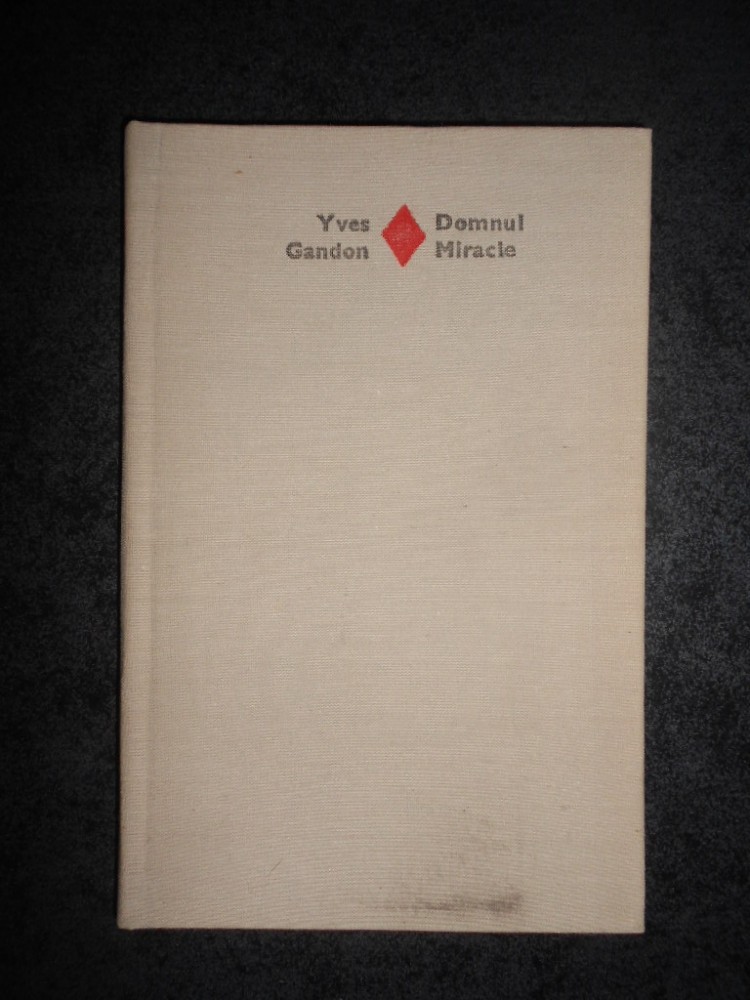 Yves
Gandon
Domnul
Miracle